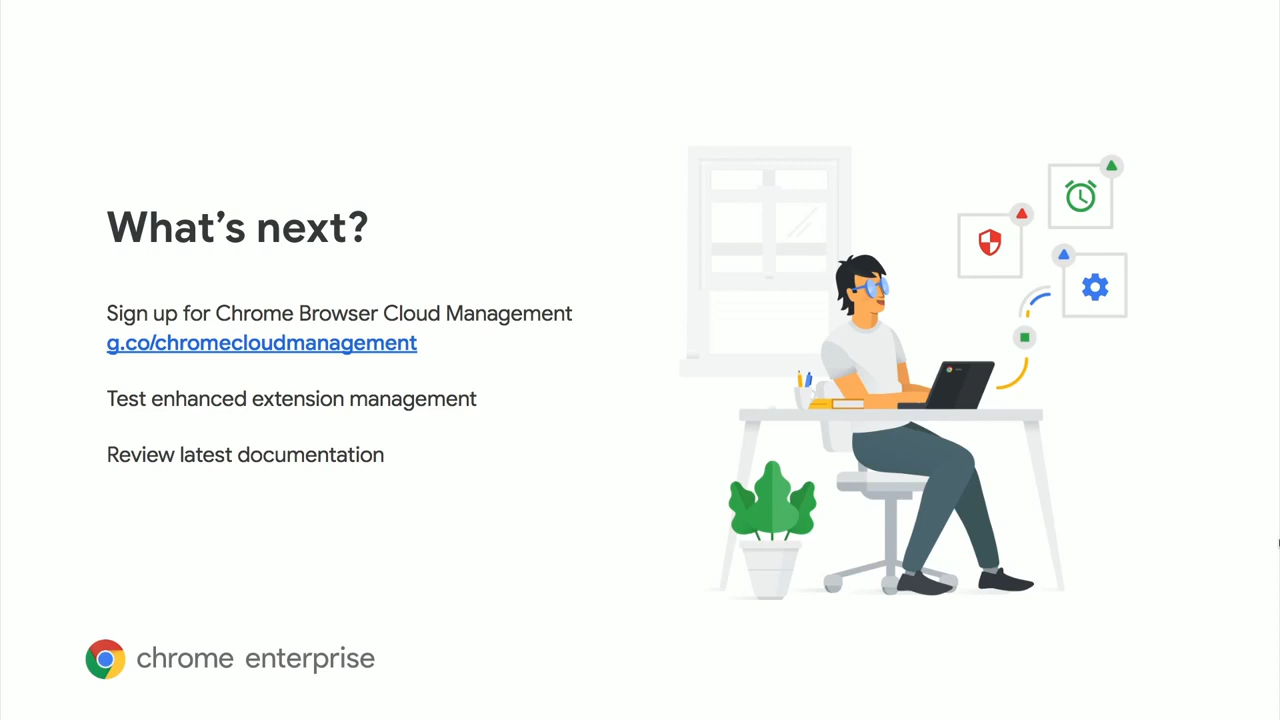 What's next?
Sign up for Chrome Browser Cloud Management
g.co/chromecloudmanagement
Test enhanced extension management
Review latest documentation
chrome enterprise